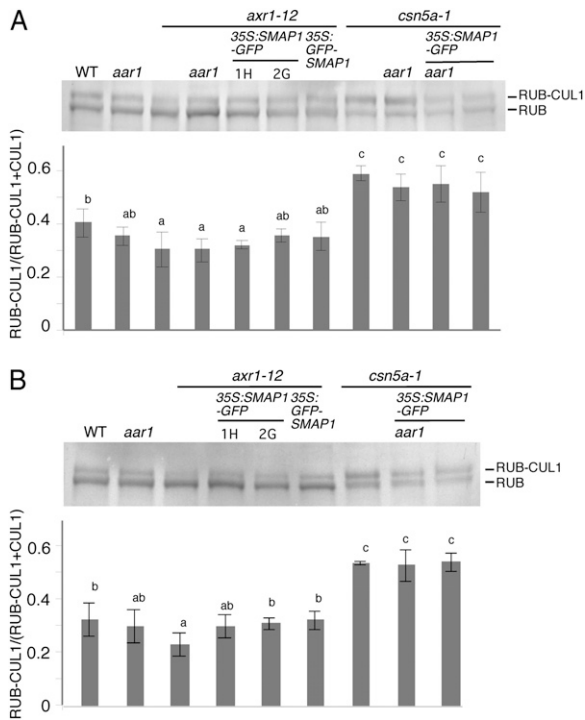 A
axr1-12 csn5a-1
35S:SMAP1 35S: 35S:SMAP1
-GFP GFP- -GFP
WT aar1 aar1 1H 2G SMAP1 aar1 aar1
RUB-CUL1
RUB
RUB-CUL1/(RUB-CUL1+CUL1)
0.6
0.4
0.2
0
b ab a a a ab ab c c c c
B
axr1-12 csn5a-1
35S:SMAP1 35S: 35S:SMAP1
-GFP GFP- -GFP
WT aar1 1H 2G SMAP1 aar1
RUB-CUL1
RUB
RUB-CUL1/(RUB-CUL1+CUL1)
0.6
0.4
0.2
0
b ab a ab b b c c c